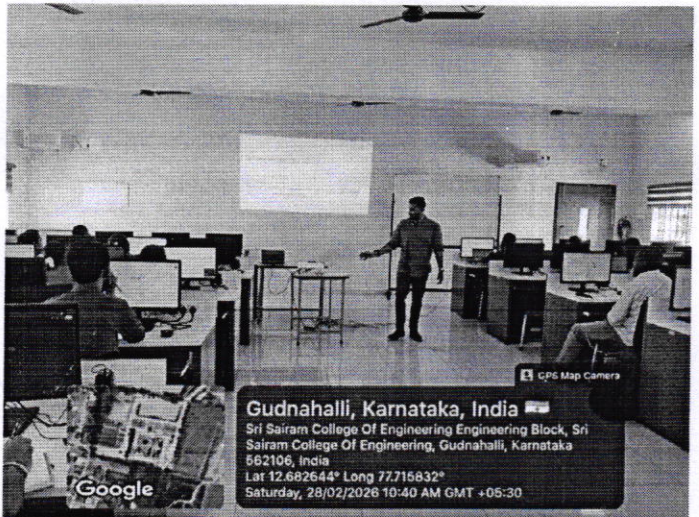 GPS Map Camera
Gudnahalli, Karnataka, India
Sri Sairam College Of Engineering Engineering Block, Sri
Sairam College Of Engineering, Gudnahalli, Karnataka
562106, India
Lat 12.682644° Long 77.715832°
Saturday, 28/02/2026 10:40 AM GMT +05:30
Google